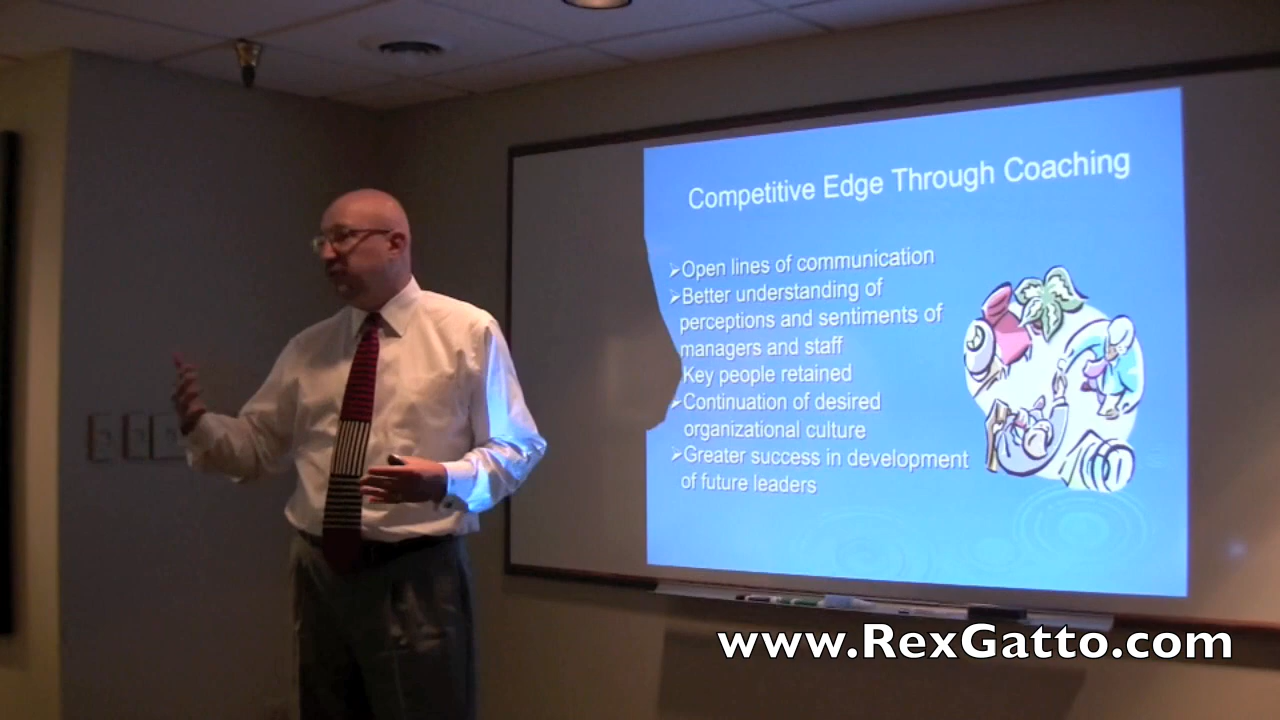 Competitive Edge Through Coaching
➢Open lines of communication
➢Better understanding of
perceptions and sentiments of
managers and staff
Key people retained
➢Continuation of desired
organizational culture
➢Greater success in development
of future leaders
www.RexGatto.com